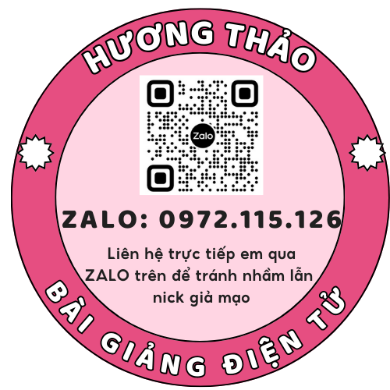 HƯƠNG THẢO
Zalo
ZALO: 0972.115.126
Liên hệ trực tiếp em qua
ZALO trên để tránh nhầm lẫn
nick giả mạo
BÀI GIẢNG ĐIỆN TỬ